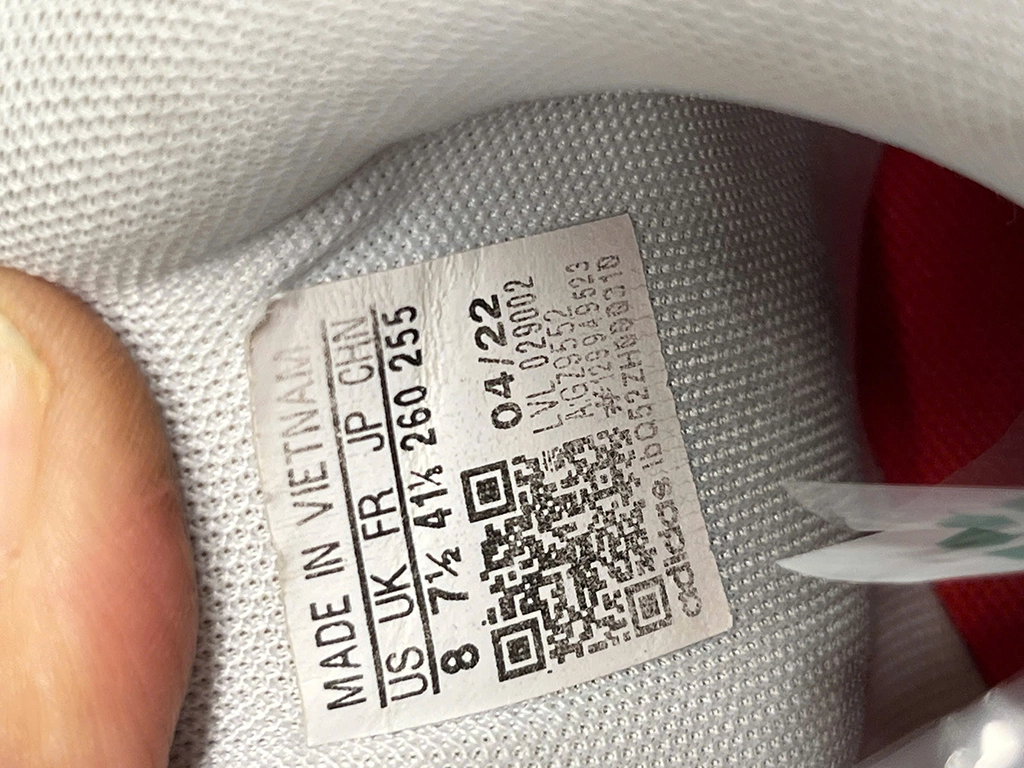 MADE IN VIETNAM
US UK FR JP CHN
8 7½ 41⅓ 260 255
04/22
LVL 029002
adidas